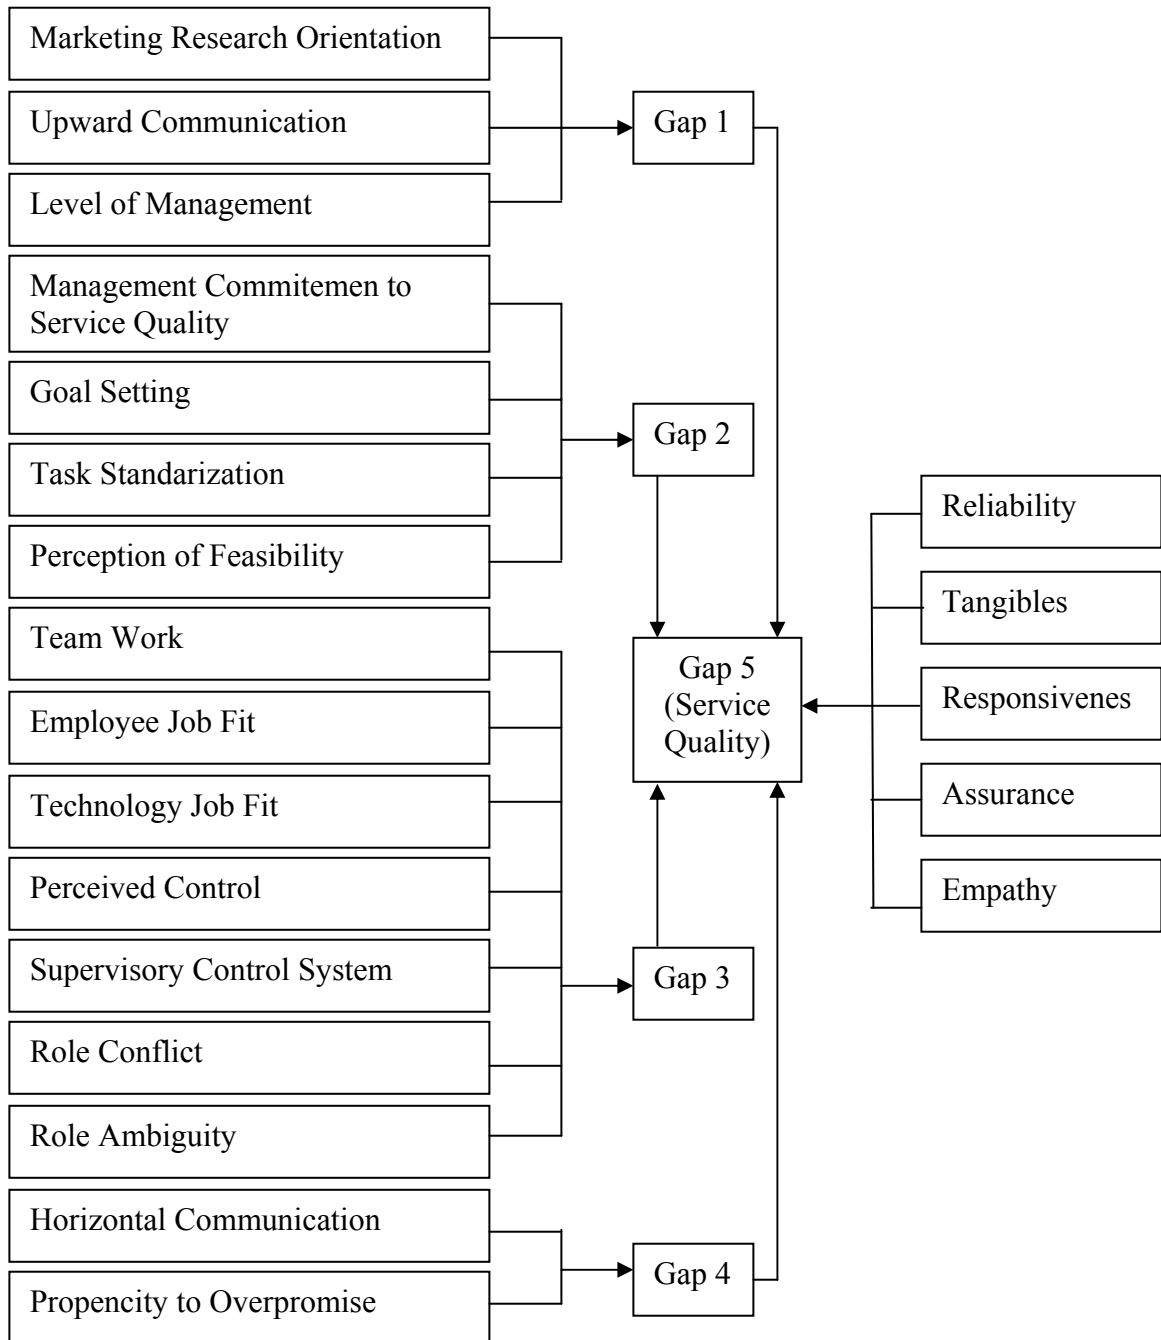 Marketing Research Orientation
Upward Communication
Level of Management
Management Commitemen to
Service Quality
Goal Setting
Task Standarization
Perception of Feasibility
Team Work
Employee Job Fit
Technology Job Fit
Perceived Control
Supervisory Control System
Role Conflict
Role Ambiguity
Horizontal Communication
Propencity to Overpromise
Gap 1
Gap 2
Gap 5
(Service
Quality)
Gap 3
Gap 4
Reliability
Tangibles
Responsivenes
Assurance
Empathy